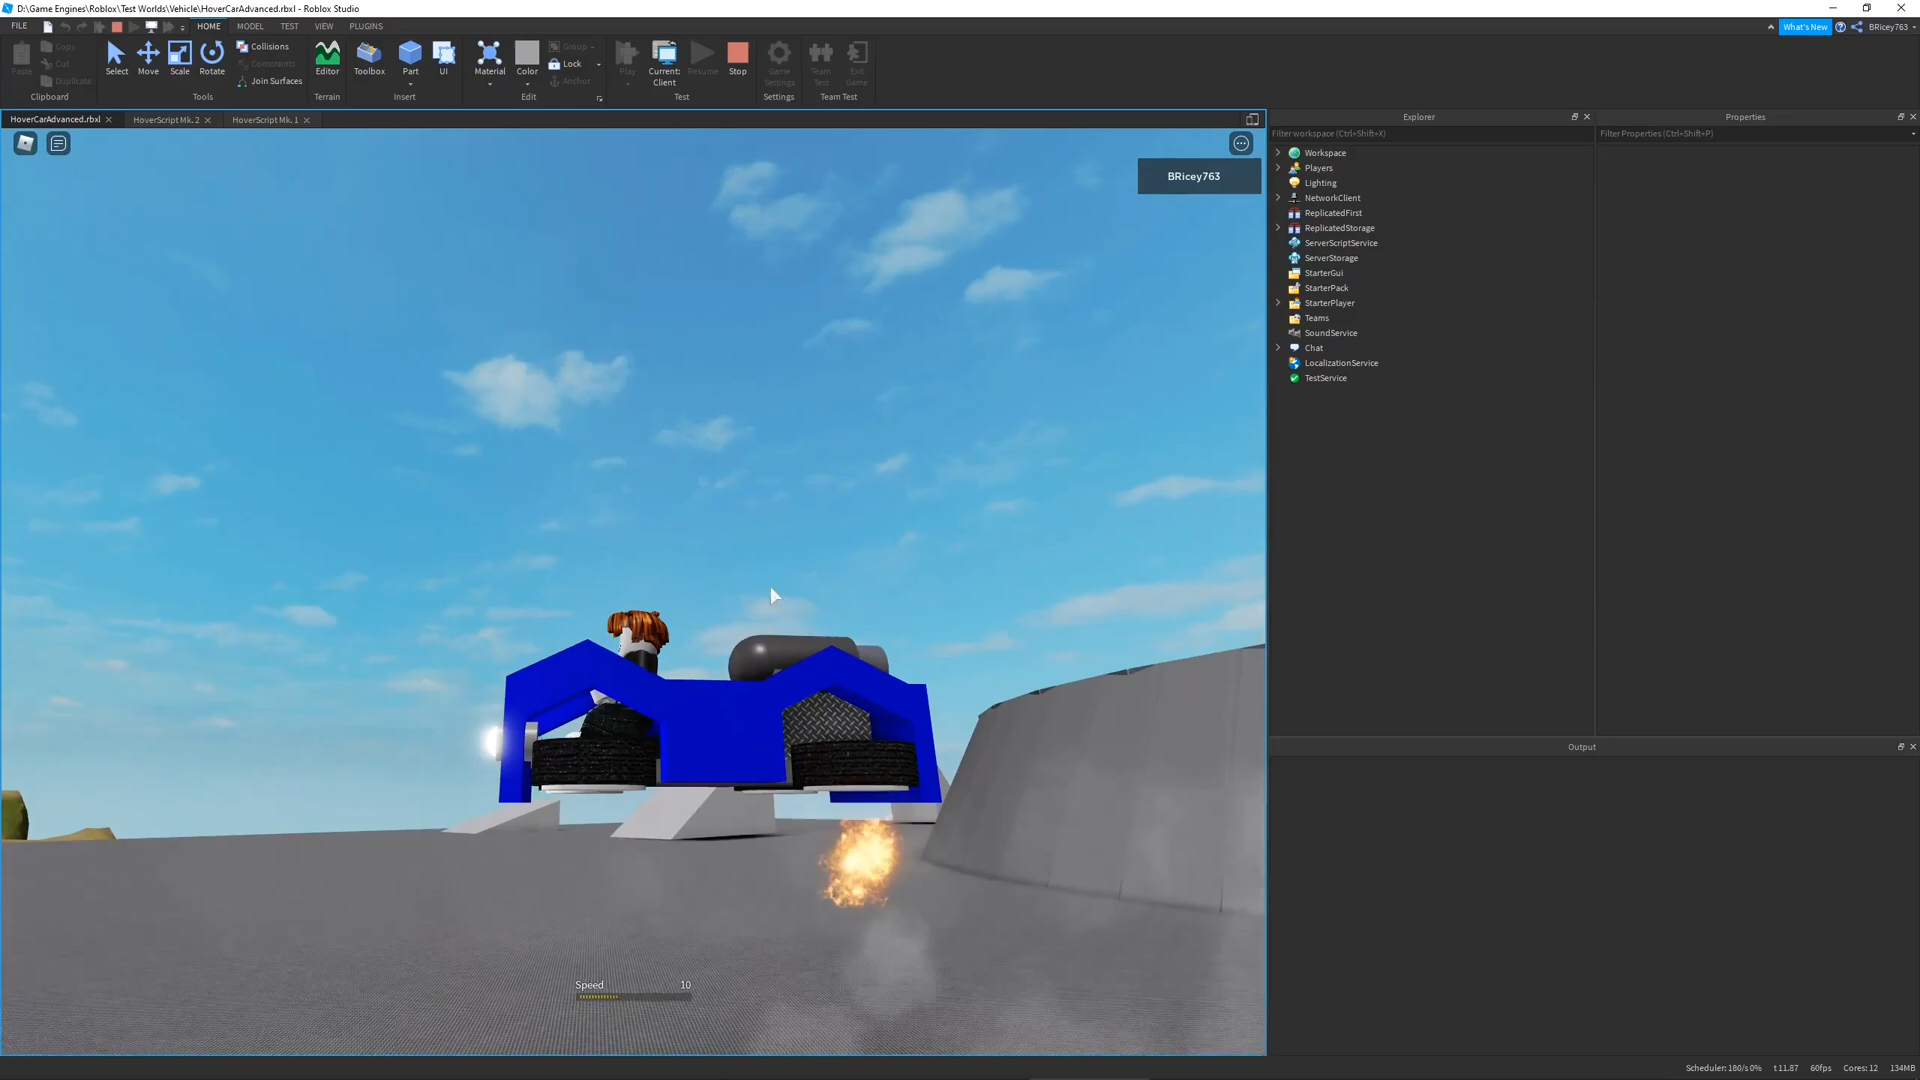 D:\Game Engines\Roblox\Test Worlds\Vehicle\HoverCarAdvanced.rbxl - Roblox Studio
FILE HOME MODEL TEST VIEW PLUGINS What's New BRicey763
Paste Copy Cut Duplicate
Select Move Scale Rotate
Collisions Constraints Join Surfaces
Editor Toolbox Part UI Material Color
Group Lock Anchor
Play Current: Client Resume Stop Game Settings Team Test Exit Game
Clipboard Tools Terrain Insert Edit Test Settings Team Test
HoverCarAdvanced.rbxl HoverScript Mk. 2 HoverScript Mk. 1
BRicey763
Speed 10
Explorer
Filter workspace (Ctrl+Shift+X)
Workspace
Players
Lighting
NetworkClient
ReplicatedFirst
ReplicatedStorage
ServerScriptService
ServerStorage
StarterGui
StarterPack
StarterPlayer
Teams
SoundService
Chat
LocalizationService
TestService
Properties
Filter Properties (Ctrl+Shift+P)
Output
Scheduler: 180/s 0% t 11.87 60fps Cores: 12 134MB